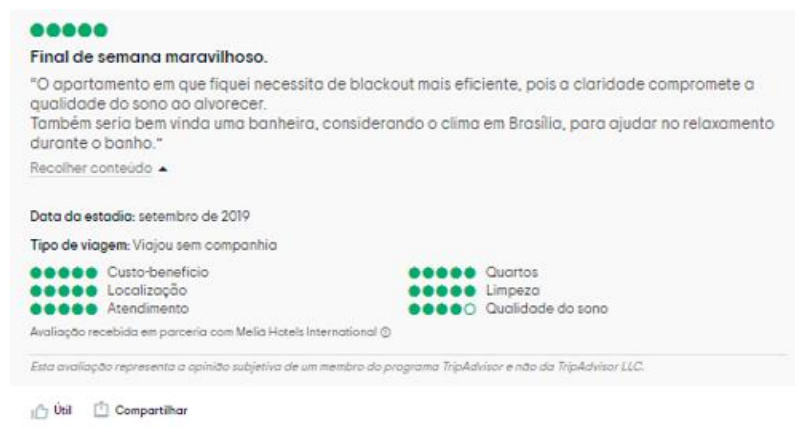 Final de semana maravilhoso.
"O apartamento em que fiquei necessita de blackout mais eficiente, pois a claridade compromete a
qualidade do sono ao alvorecer.
Também seria bem vinda uma banheira, considerando o clima em Brasília, para ajudar no relaxamento
durante o banho."
Recolher conteúdo
Data da estadia: setembro de 2019
Tipo de viagem: Viajou sem companhia
Custo-benefício
Quartos
Localização
Limpeza
Atendimento
Qualidade do sono
Avaliação recebida em parceria com Melia Hotels International
Esta avaliação representa a opinião subjetiva de um membro do programa TripAdvisor e não da TripAdvisor LLC.
Útil Compartilhar